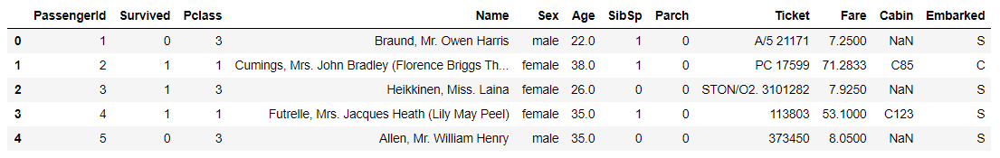 PassengerId Survived Pclass Name Sex Age SibSp Parch Ticket Fare Cabin Embarked
0 1 0 3 Braund, Mr. Owen Harris male 22.0 1 0 A/5 21171 7.2500 NaN S
1 2 1 1 Cumings, Mrs. John Bradley (Florence Briggs Th... female 38.0 1 0 PC 17599 71.2833 C85 C
2 3 1 3 Heikkinen, Miss. Laina female 26.0 0 0 STON/O2. 3101282 7.9250 NaN S
3 4 1 1 Futrelle, Mrs. Jacques Heath (Lily May Peel) female 35.0 1 0 113803 53.1000 C123 S
4 5 0 3 Allen, Mr. William Henry male 35.0 0 0 373450 8.0500 NaN S